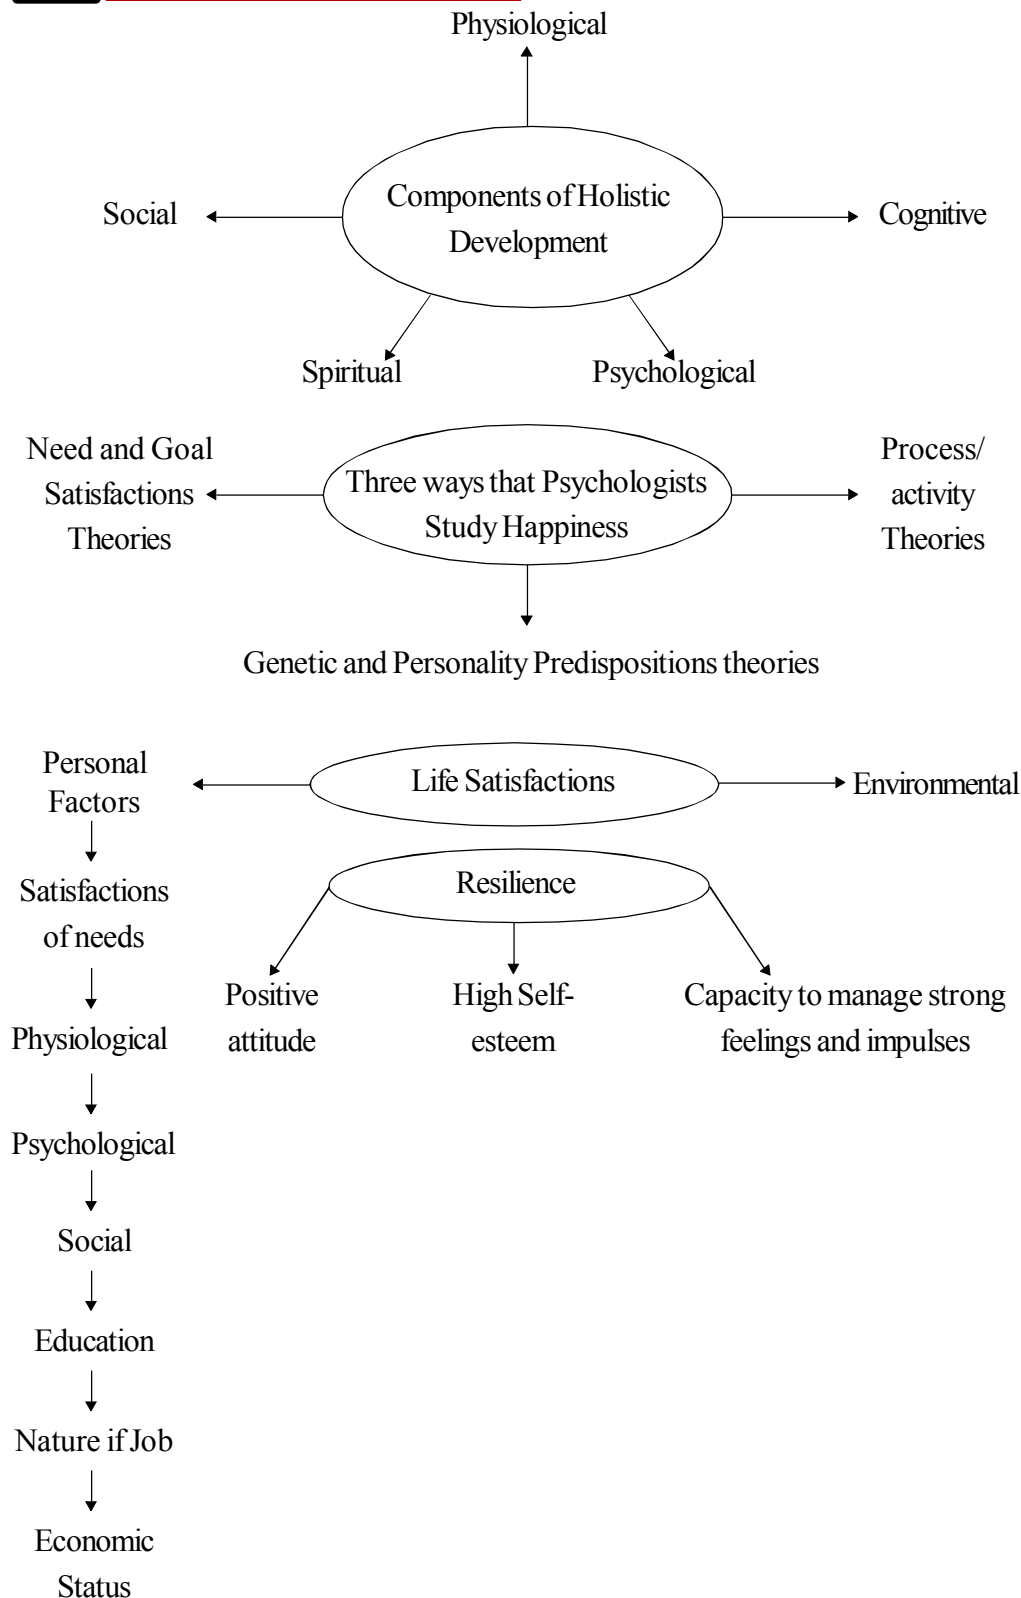 Physiological
Components of Holistic
Development
Social
Cognitive
Spiritual
Psychological
Need and Goal
Satisfactions
Theories
Three ways that Psychologists
Study Happiness
Process/
activity
Theories
Genetic and Personality Predispositions theories
Personal
Factors
Life Satisfactions
Environmental
Satisfactions
of needs
Resilience
Positive
attitude
High Self-
esteem
Capacity to manage strong
feelings and impulses
Physiological
Psychological
Social
Education
Nature if Job
Economic
Status